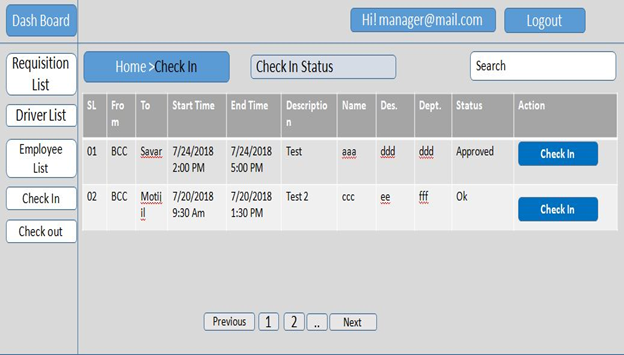 Dash Board
Hi! manager@mail.com
Logout
Requisition
List
Driver List
Employee
List
Check In
Check out
Home >Check In
Check In Status
Search
SL Fro
m To Start Time End Time Descriptio
n Name Des. Dept. Status Action
01 BCC Savar 7/24/2018
2:00 PM 7/24/2018
5:00 PM Test aaa ddd ddd Approved Check In
02 BCC Motij
il 7/20/2018
9:30 Am 7/20/2018
1:30 PM Test 2 ccc ee fff Ok Check In
Previous 1 2 .. Next